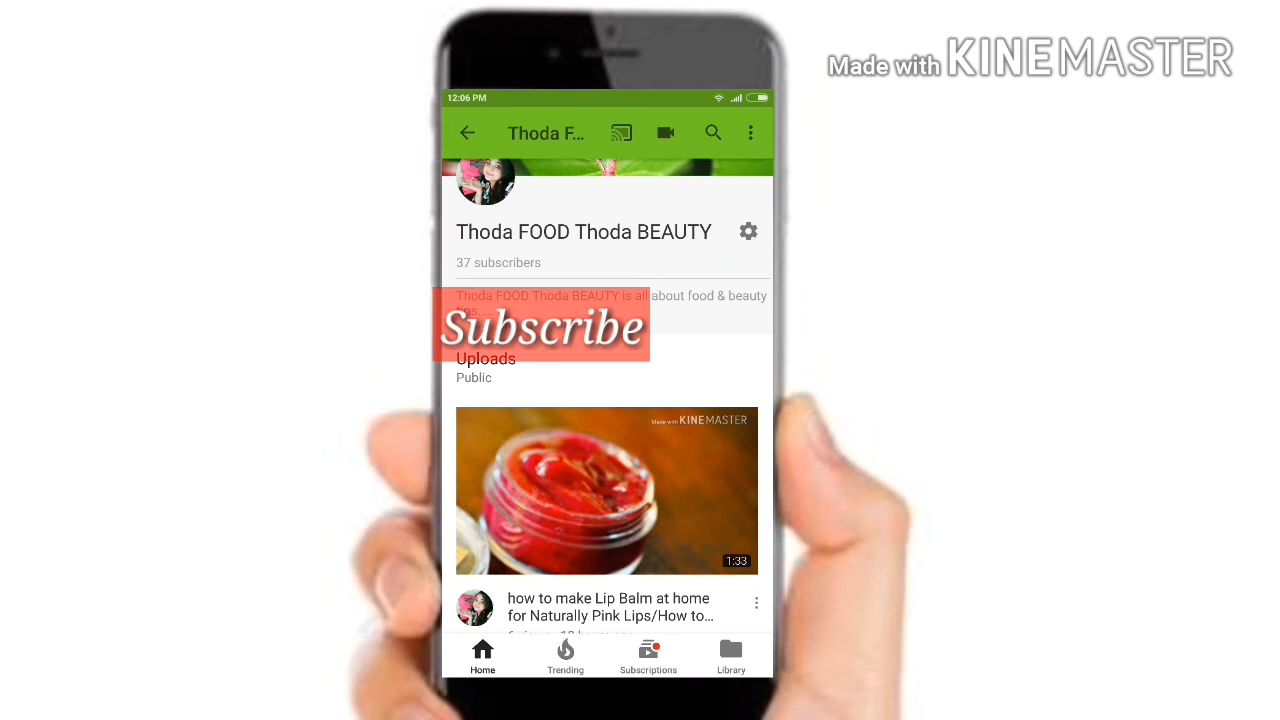 Made with KINEMASTER
12:06 PM
Thoda F...
Thoda FOOD Thoda BEAUTY
37 subscribers
Thoda FOOD Thoda BEAUTY is all about food & beauty
tips....
Subscribe
Uploads
Public
Made with KINEMASTER
1:33
how to make Lip Balm at home
for Naturally Pink Lips/How to...
Home Trending Subscriptions Library